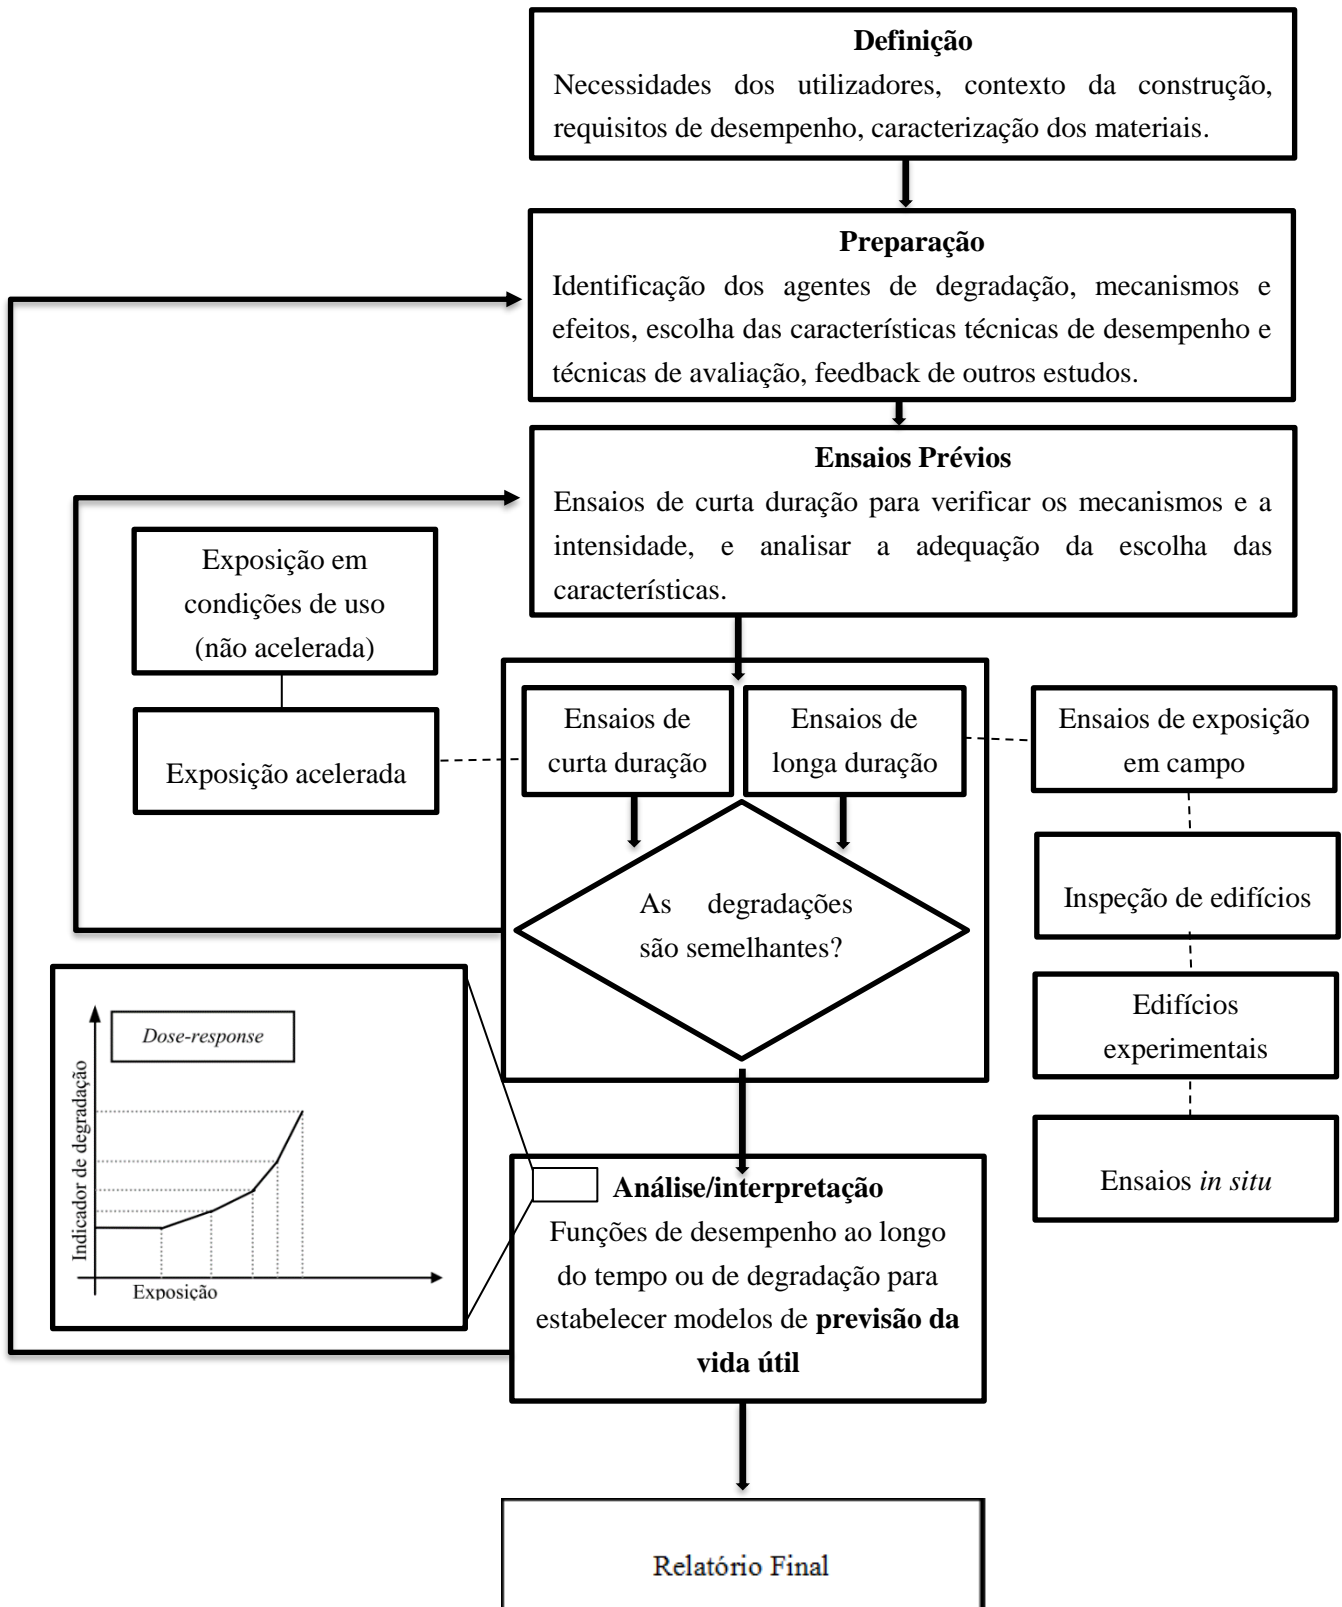 Definição
Necessidades dos utilizadores, contexto da construção,
requisitos de desempenho, caracterização dos materiais.
Preparação
Identificação dos agentes de degradação, mecanismos e
efeitos, escolha das características técnicas de desempenho e
técnicas de avaliação, feedback de outros estudos.
Ensaios Prévios
Ensaios de curta duração para verificar os mecanismos e a
intensidade, e analisar a adequação da escolha das
características.
Exposição em
condições de uso
(não acelerada)
Exposição acelerada
Ensaios de
curta duração
Ensaios de
longa duração
Ensaios de exposição
em campo
Inspeção de edifícios
Edifícios
experimentais
Ensaios in situ
As degradações
são semelhantes?
Dose-response
Indicador de degradação
Exposição
Análise/interpretação
Funções de desempenho ao longo
do tempo ou de degradação para
estabelecer modelos de previsão da
vida útil
Relatório Final